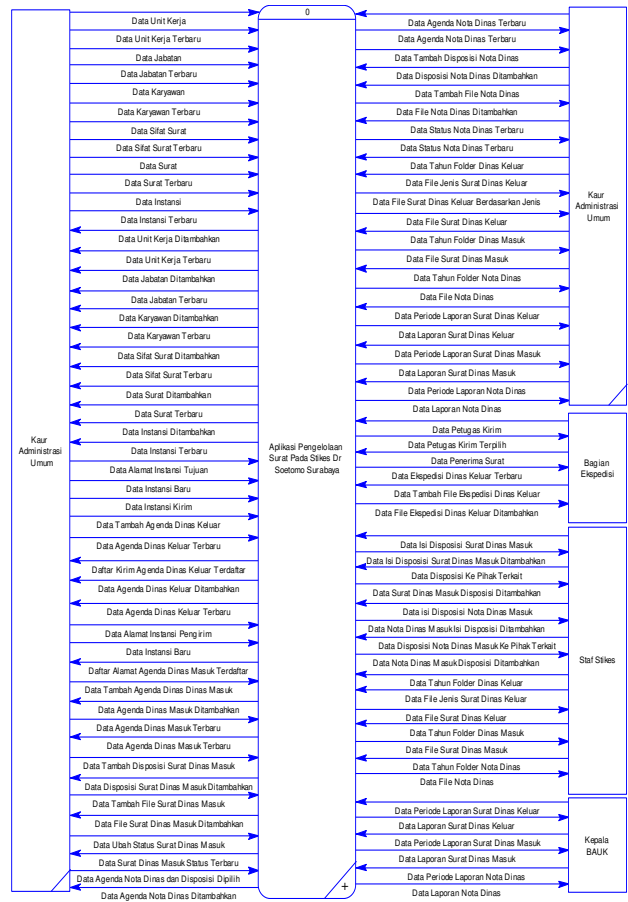 0
Kaur
Administrasi
Umum
Data Unit Kerja
Data Unit Kerja Terbaru
Data Jabatan
Data Jabatan Terbaru
Data Karyawan
Data Karyawan Terbaru
Data Sifat Surat
Data Sifat Surat Terbaru
Data Surat
Data Surat Terbaru
Data Instansi
Data Instansi Terbaru
Data Unit Kerja Ditambahkan
Data Unit Kerja Terbaru
Data Jabatan Ditambahkan
Data Jabatan Terbaru
Data Karyawan Ditambahkan
Data Karyawan Terbaru
Data Sifat Surat Ditambahkan
Data Sifat Surat Terbaru
Data Surat Ditambahkan
Data Surat Terbaru
Data Instansi Ditambahkan
Data Instansi Terbaru
Data Alamat Instansi Tujuan
Data Instansi Baru
Data Instansi Kirim
Data Tambah Agenda Dinas Keluar
Data Agenda Dinas Keluar Terbaru
Daftar Kirim Agenda Dinas Keluar Terdaftar
Data Agenda Dinas Keluar Ditambahkan
Data Agenda Dinas Keluar Terbaru
Data Alamat Instansi Pengirim
Data Instansi Baru
Daftar Alamat Agenda Dinas Masuk Terdaftar
Data Tambah Agenda Dinas Dinas Masuk
Data Agenda Dinas Masuk Ditambahkan
Data Agenda Dinas Masuk Terbaru
Data Agenda Dinas Masuk Terbaru
Data Tambah Disposisi Surat Dinas Masuk
Data Disposisi Surat Dinas Masuk Ditambahkan
Data Tambah File Surat Dinas Masuk
Data File Surat Dinas Masuk Ditambahkan
Data Ubah Status Surat Dinas Masuk
Data Surat Dinas Masuk Status Terbaru
Data Agenda Nota Dinas dan Disposisi Dipilih
Data Agenda Nota Dinas Ditambahkan
Aplikasi Pengelolaan
Surat Pada Stikes Dr
Soetomo Surabaya
+
Data Agenda Nota Dinas Terbaru
Data Agenda Nota Dinas Terbaru
Data Tambah Disposisi Nota Dinas
Data Disposisi Nota Dinas Ditambahkan
Data Tambah File Nota Dinas
Data File Nota Dinas Ditambahkan
Data Status Nota Dinas Terbaru
Data Status Nota Dinas Terbaru
Data Tahun Folder Dinas Keluar
Data File Jenis Surat Dinas Keluar
Data File Surat Dinas Keluar Berdasarkan Jenis
Data File Surat Dinas Keluar
Data Tahun Folder Dinas Masuk
Data File Surat Dinas Masuk
Data Tahun Folder Nota Dinas
Data File Nota Dinas
Data Periode Laporan Surat Dinas Keluar
Data Laporan Surat Dinas Keluar
Data Periode Laporan Surat Dinas Masuk
Data Laporan Surat Dinas Masuk
Data Periode Laporan Nota Dinas
Data Laporan Nota Dinas
Kaur
Administrasi
Umum
Data Petugas Kirim
Data Petugas Kirim Terpilih
Data Penerima Surat
Data Ekspedisi Dinas Keluar Terbaru
Data Tambah File Ekspedisi Dinas Keluar
Data File Ekspedisi Dinas Keluar Ditambahkan
Bagian
Ekspedisi
Data Isi Disposisi Surat Dinas Masuk
Data Isi Disposisi Surat Dinas Masuk Ditambahkan
Data Disposisi Ke Pihak Terkait
Data Surat Dinas Masuk Disposisi Ditambahkan
Data isi Disposisi Nota Dinas Masuk
Data Nota Dinas Masuk Isi Disposisi Ditambahkan
Data Disposisi Nota Dinas Masuk Ke Pihak Terkait
Data Nota Dinas Masuk Disposisi Ditambahkan
Data Tahun Folder Dinas Keluar
Data File Jenis Surat Dinas Keluar
Data File Surat Dinas Keluar
Data Tahun Folder Dinas Masuk
Data File Surat Dinas Masuk
Data Tahun Folder Nota Dinas
Data File Nota Dinas
Staf Stikes
Data Periode Laporan Surat Dinas Keluar
Data Laporan Surat Dinas Keluar
Data Periode Laporan Surat Dinas Masuk
Data Laporan Surat Dinas Masuk
Data Periode Laporan Nota Dinas
Data Laporan Nota Dinas
Kepala
BAUK